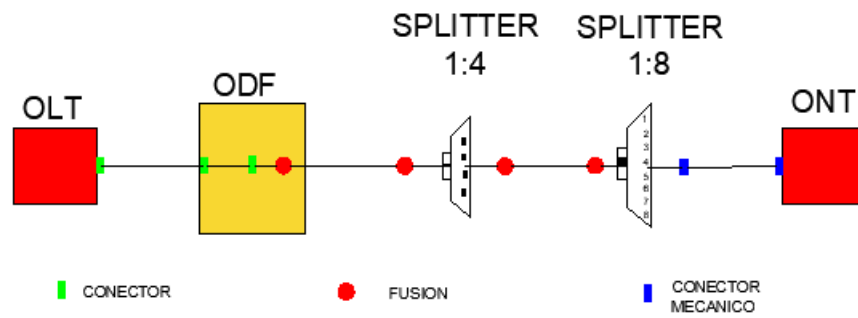 SPLITTER
1:4
SPLITTER
1:8
OLT
ODF
ONT
1
2
3
4
5
6
7
8
CONECTOR
FUSION
CONECTOR
MECANICO